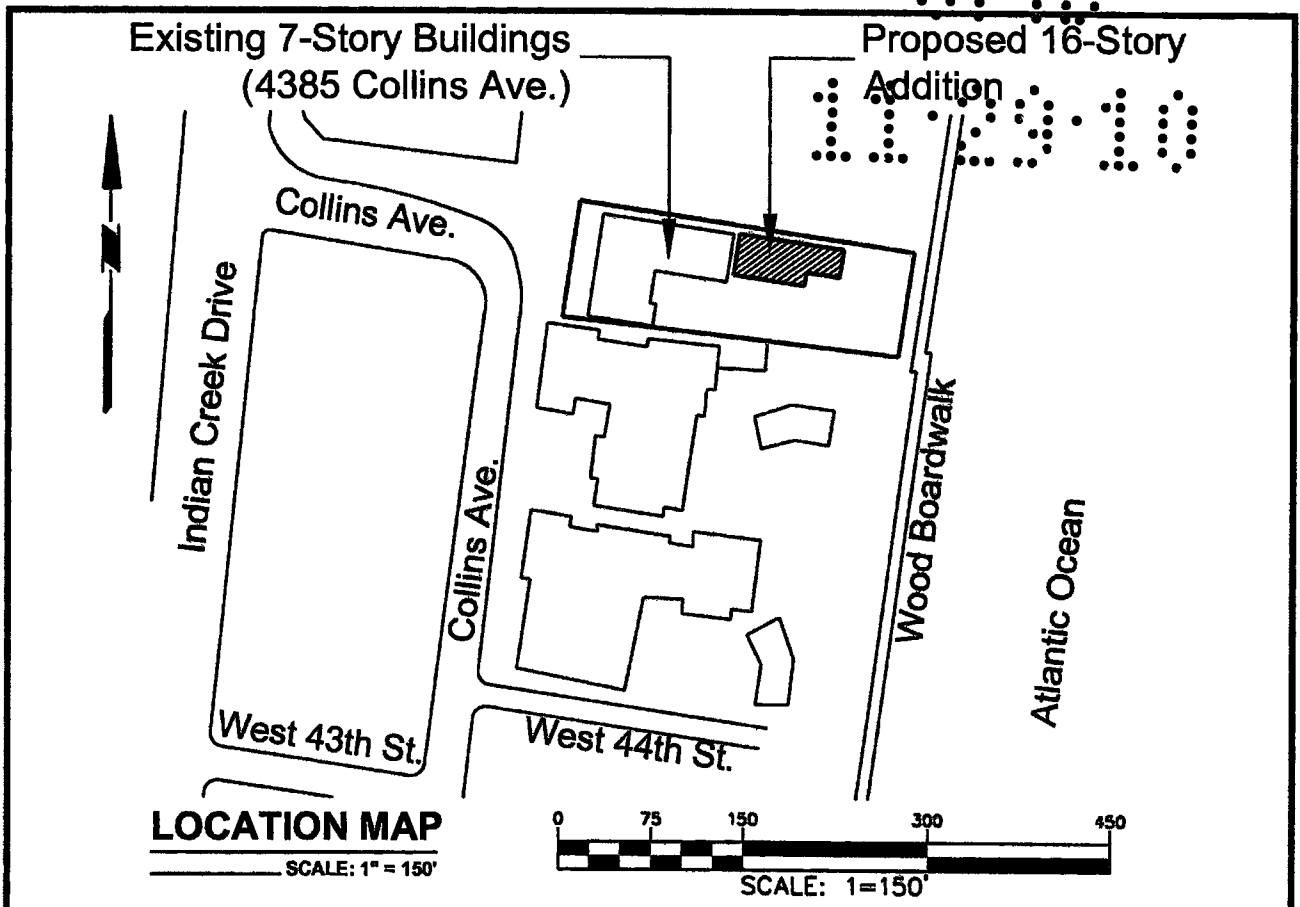 Existing 7-Story Buildings
(4385 Collins Ave.)
Proposed 16-Story
Addition
11·29·10
Collins Ave.
N
Indian Creek Drive
Collins Ave.
Wood Boardwalk
Atlantic Ocean
West 43th St.
West 44th St.
LOCATION MAP
SCALE: 1" = 150'
0 75 150 300 450
SCALE: 1=150'